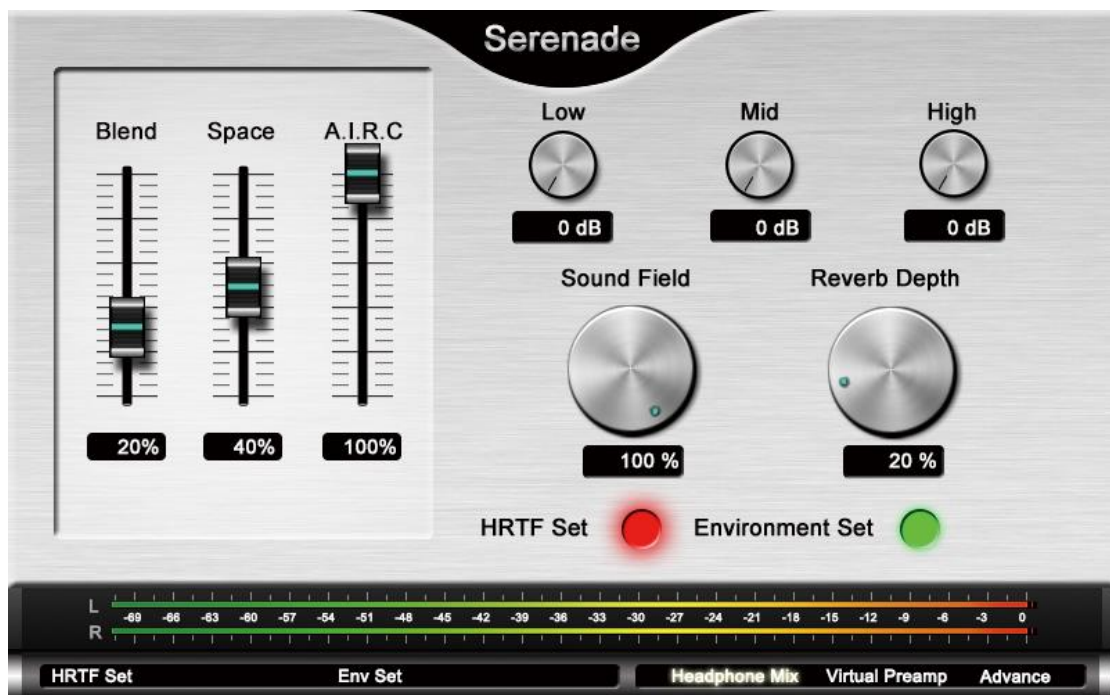 Serenade
Blend Space A.I.R.C
20% 40% 100%
Low Mid High
0 dB 0 dB 0 dB
Sound Field Reverb Depth
100 % 20 %
HRTF Set Environment Set
L
-69 -66 -63 -60 -57 -54 -51 -48 -45 -42 -39 -36 -33 -30 -27 -24 -21 -18 -15 -12 -9 -6 -3 0
R
HRTF Set Env Set Headphone Mix Virtual Preamp Advance